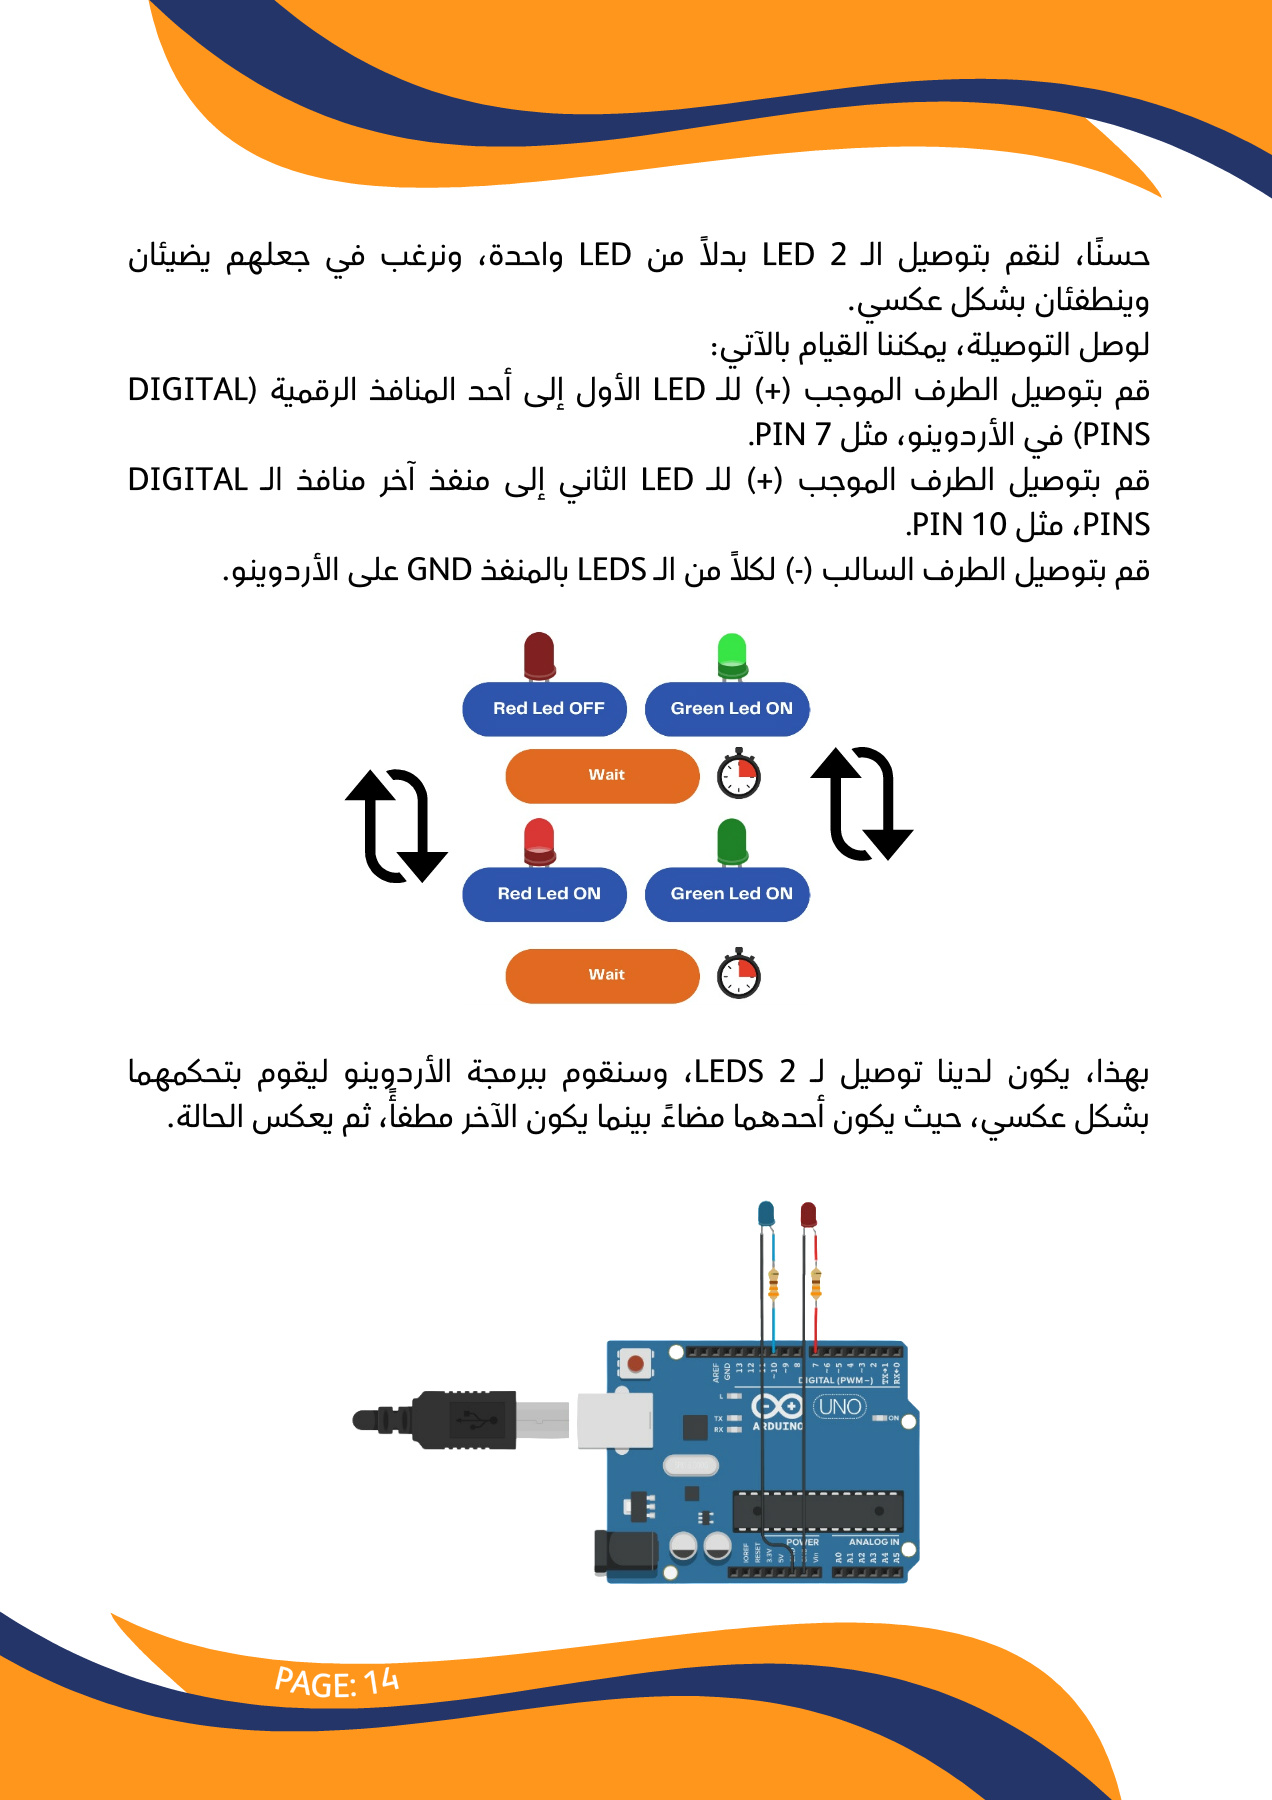 حسنًا، لنقم بتوصيل الـ 2 LED بدلاً من LED واحدة، ونرغب في جعلهم يضيئان
وينطفئان بشكل عكسي.
لوصل التوصيلة، يمكننا القيام بالآتي:
قم بتوصيل الطرف الموجب (+) للـ LED الأول إلى أحد المنافذ الرقمية (DIGITAL
PINS) في الأردوينو، مثل PIN 7.
قم بتوصيل الطرف الموجب (+) للـ LED الثاني إلى منفذ آخر منافذ الـ DIGITAL
PINS، مثل PIN 10.
قم بتوصيل الطرف السالب (-) لكلاً من الـ LEDS بالمنفذ GND على الأردوينو.
Red Led OFF
Green Led ON
Wait
Red Led ON
Green Led ON
Wait
بهذا، يكون لدينا توصيل لـ 2 LEDS، وسنقوم ببرمجة الأردوينو ليقوم بتحكمهما
بشكل عكسي، حيث يكون أحدهما مضاءً بينما يكون الآخر مطفأً، ثم يعكس الحالة.
AREF
GND
13
12
~10
~9
8
7
~6
~5
4
~3
2
TX→1
RX←0
DIGITAL (PWM~)
L
TX
RX
ARDUINO
UNO
ON
POWER
ANALOG IN
IOREF
RESET
3.3V
5V
Vin
A0
A1
A2
A3
A4
A5
PAGE: 14